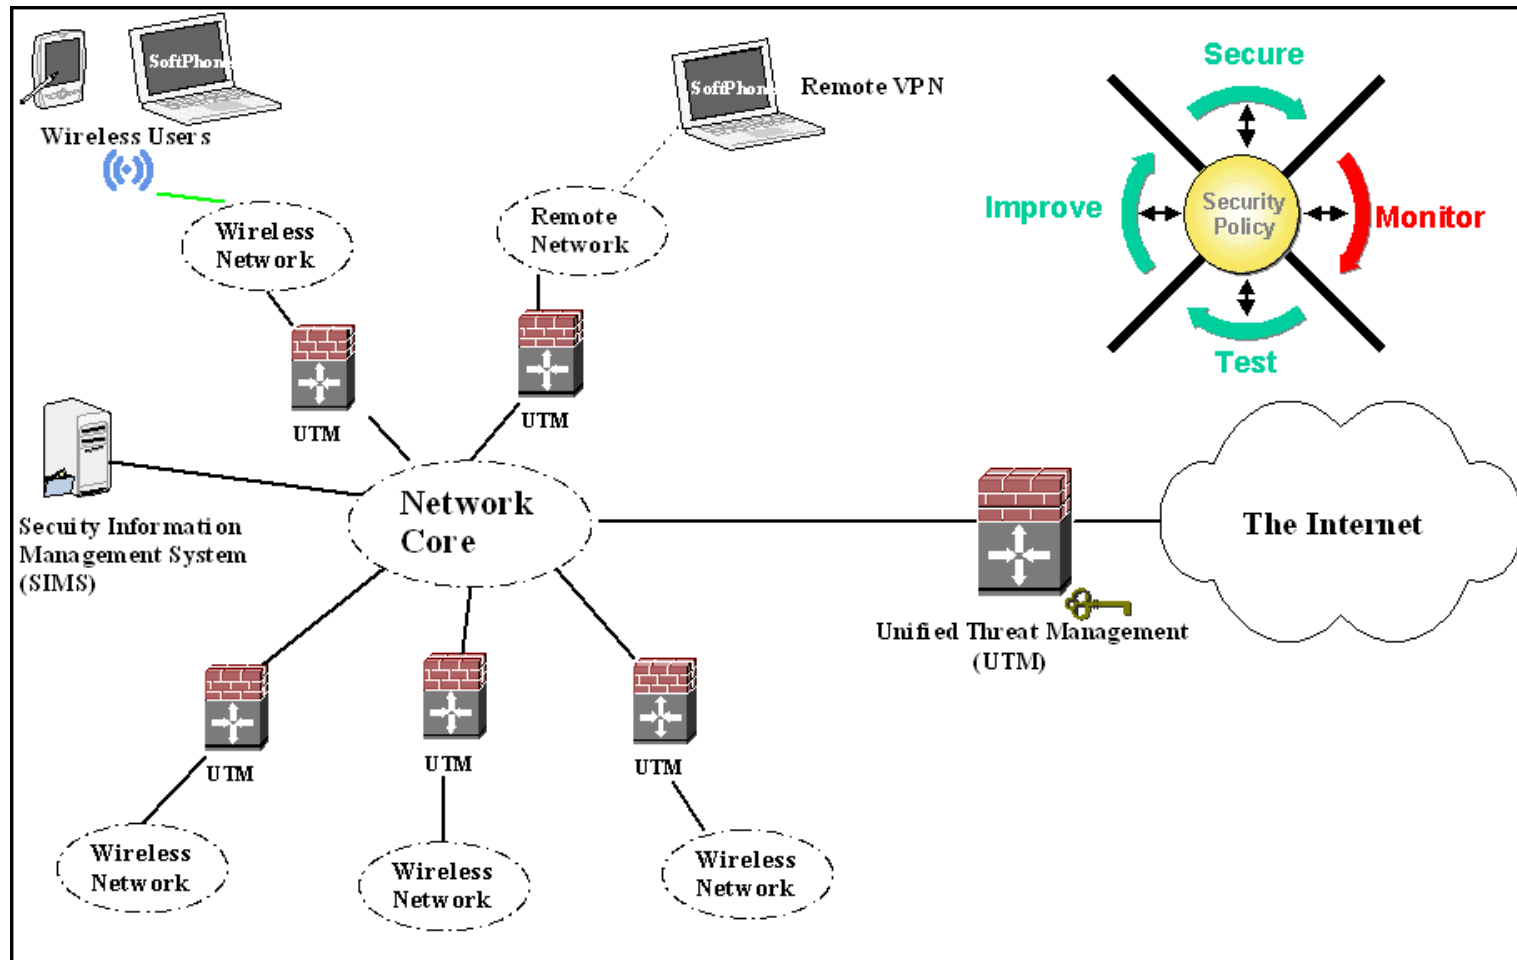 SoftPhone
Wireless Users
SoftPhone
Remote VPN
Secure
Improve
Security
Policy
Monitor
Test
Wireless
Network
Remote
Network
UTM
UTM
Secuity Information
Management System
(SIMS)
Network
Core
The Internet
Unified Threat Management
(UTM)
UTM
UTM
UTM
Wireless
Network
Wireless
Network
Wireless
Network